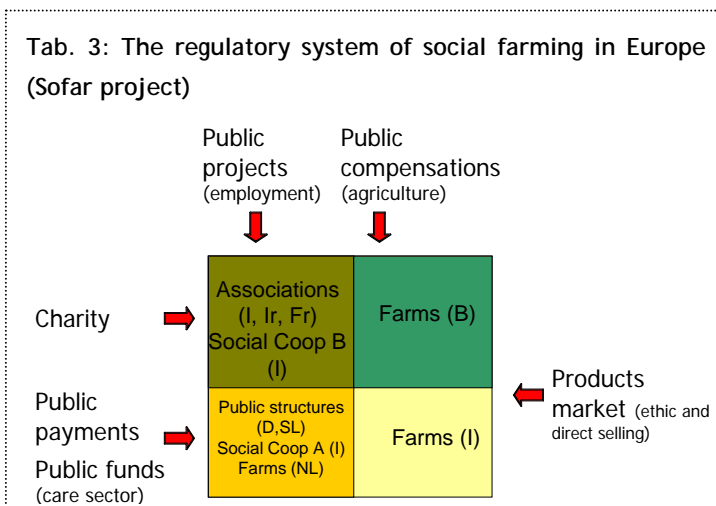 Tab. 3: The regulatory system of social farming in Europe
(Sofar project)
Public
projects
(employment)
Public
compensations
(agriculture)
Charity
Associations
(I, Ir, Fr)
Social Coop B
(I)
Farms (B)
Public
payments
Public funds
(care sector)
Public structures
(D,SL)
Social Coop A (I)
Farms (NL)
Farms (I)
Products
market (ethic and
direct selling)